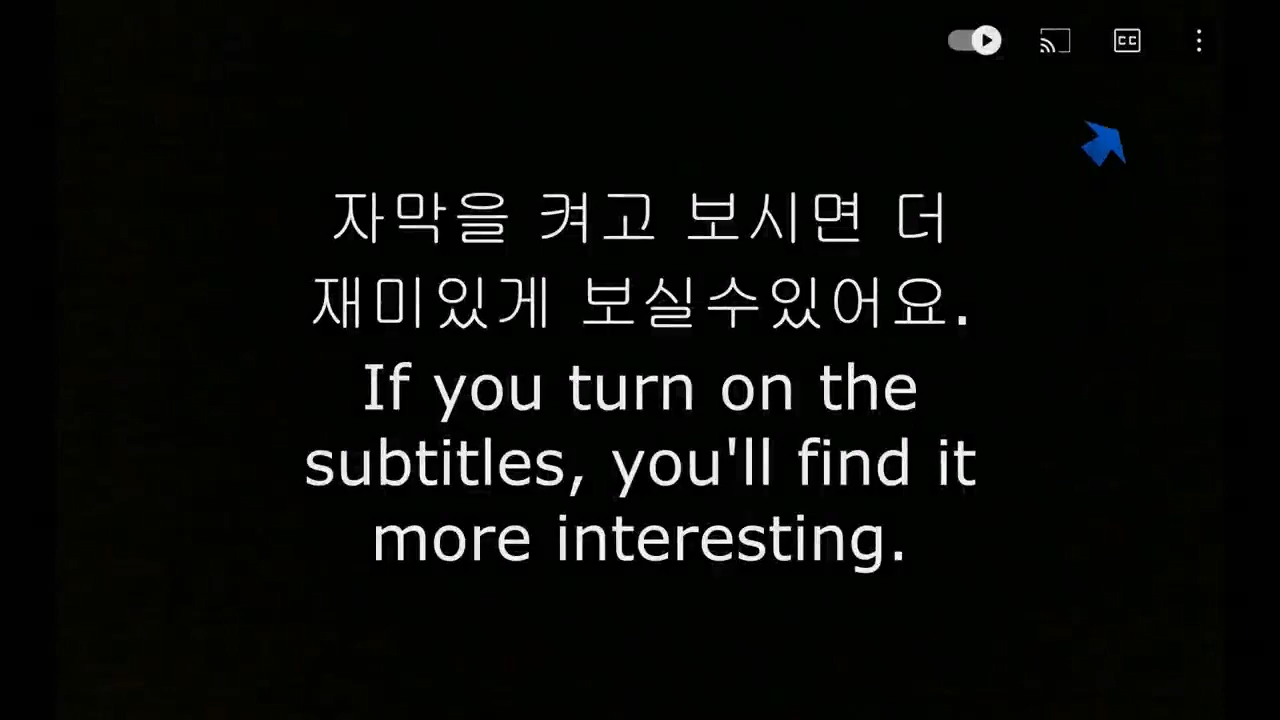 CC
자막을 켜고 보시면 더
재미있게 보실수있어요.
If you turn on the
subtitles, you'll find it
more interesting.